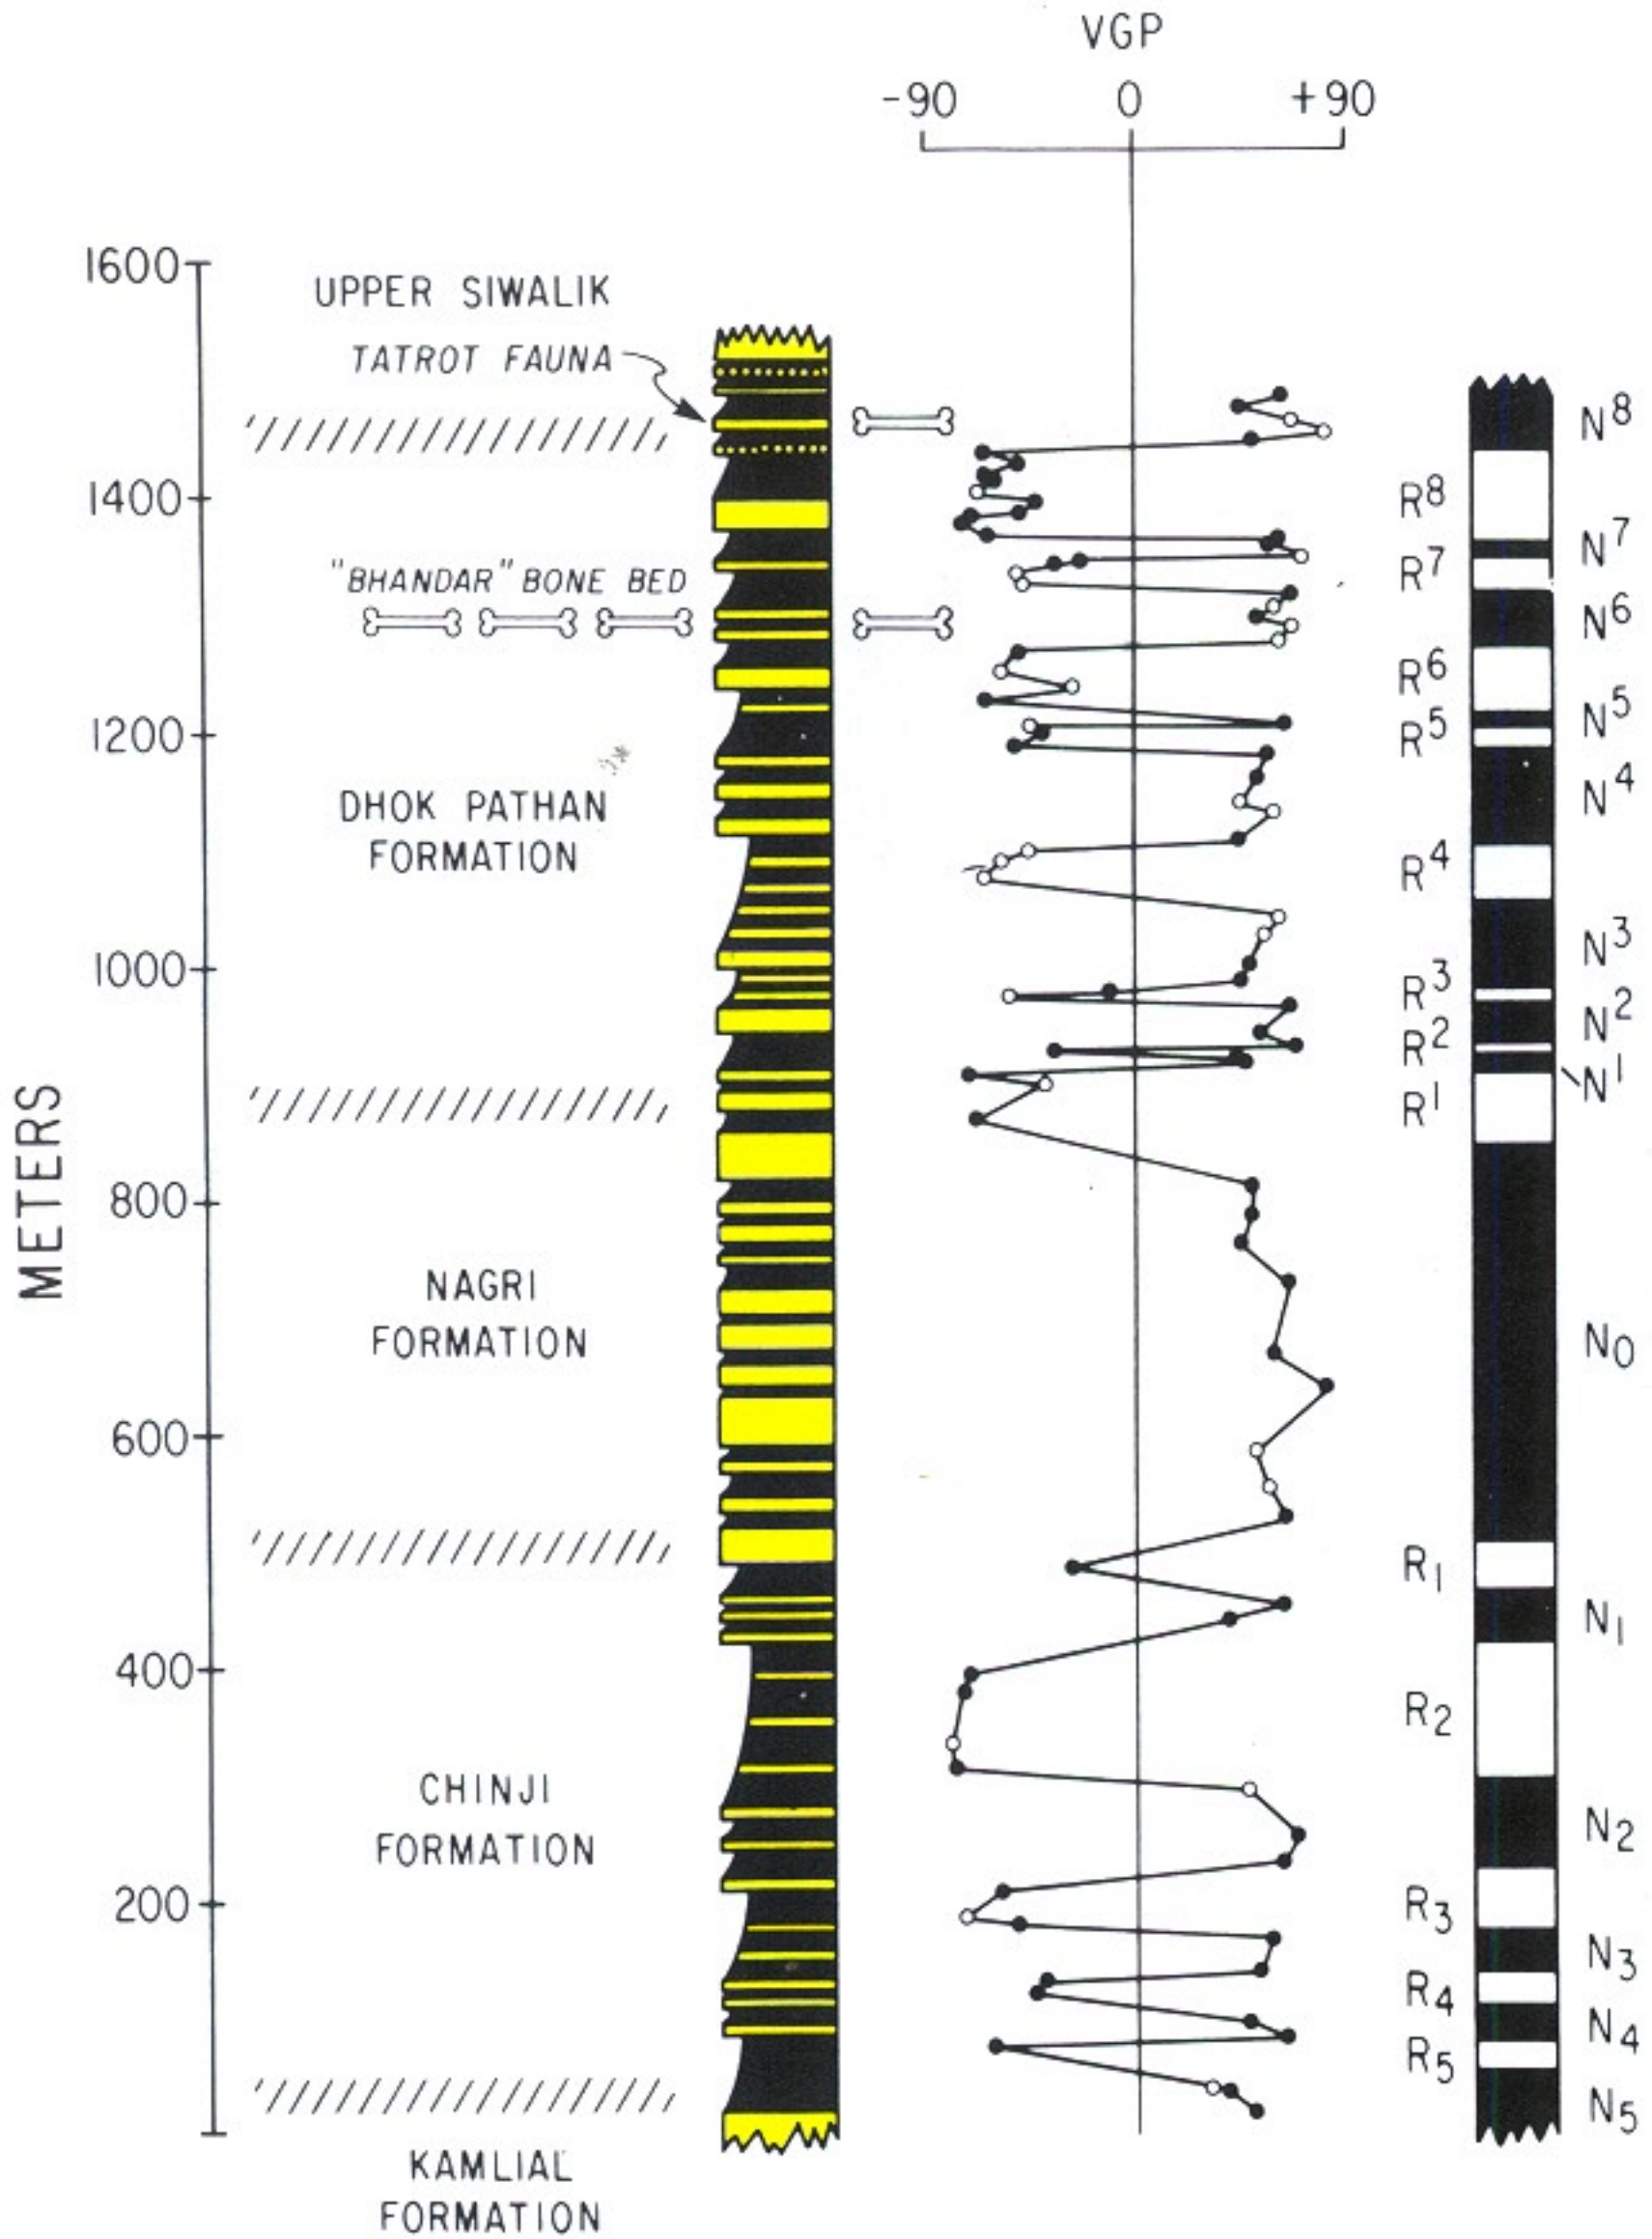 VGP
-90 0 +90
1600
UPPER SIWALIK
TATROT FAUNA
N8
1400
R8
N7
"BHANDAR" BONE BED
R7
N6
R6
N5
1200
R5
N4
DHOK PATHAN
FORMATION
R4
N3
1000
R3
N2
R2
N1
R1
METERS
800
NAGRI
FORMATION
N0
600
R1
N1
400
R2
CHINJI
FORMATION
N2
200
R3
N3
R4
N4
R5
N5
KAMLIAL
FORMATION